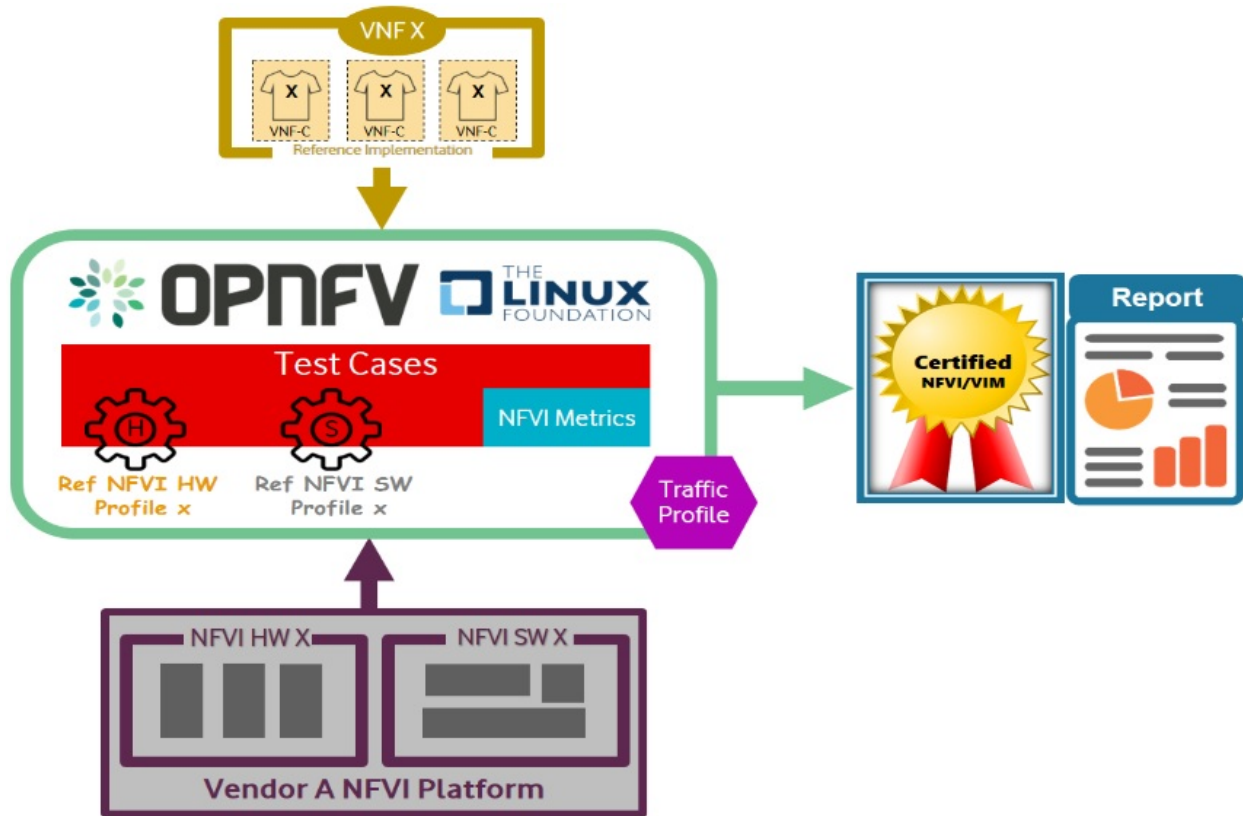 VNF X
X X X
VNF-C VNF-C VNF-C
Reference Implementation
OPNFV
THE
LINUX
FOUNDATION
Test Cases
NFVI Metrics
H
S
Ref NFVI HW
Profile x
Ref NFVI SW
Profile x
Traffic
Profile
Certified
NFVI/VIM
Report
NFVI HW X
NFVI SW X
Vendor A NFVI Platform